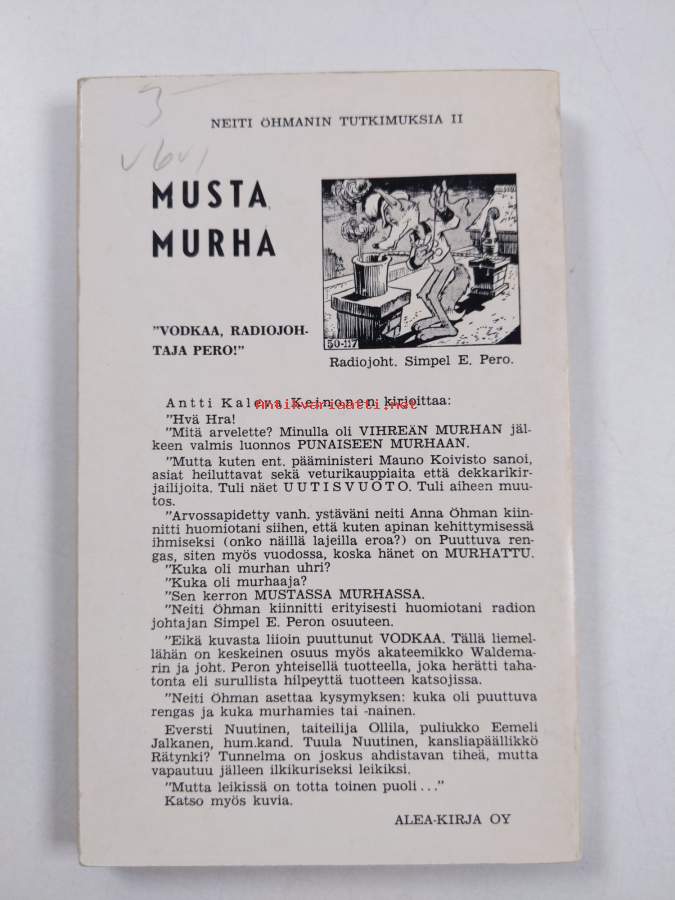 3
NEITI ÖHMANIN TUTKIMUKSIA II
MUSTA
MURHA
50-117
Radiojoht. Simpel E. Pero.
"VODKAA, RADIOJOH-
TAJA PERO!"
Antti Kaleva Keinonen kirjoittaa:
antikvariaatti.net
"Hvä Hra!
"Mitä arvelette? Minulla oli VIHREÄN MURHAN jäl-
keen valmis luonnos PUNAISEEN MURHAAN.
"Mutta kuten ent. pääministeri Mauno Koivisto sanoi,
asiat heiluttavat sekä veturikauppiaita että dekkarikir-
jailijoita. Tuli näet UUTISVUOTO. Tuli aiheen muu-
tos.
"Arvossapidetty vanh. ystäväni neiti Anna Öhman kiin-
nitti huomiotani siihen, että kuten apinan kehittymisessä
ihmiseksi (onko näillä lajeilla eroa?) on Puuttuva ren-
gas, siten myös vuodossa, koska hänet on MURHATTU.
"Kuka oli murhan uhri?
"Kuka oli murhaaja?
"Sen kerron MUSTASSA MURHASSA.
"Neiti Öhman kiinnitti erityisesti huomiotani radion
johtajan Simpel E. Peron osuuteen.
"Eikä kuvasta liioin puuttunut VODKAA. Tällä liemel-
lähän on keskeinen osuus myös akateemikko Waldema-
rin ja joht. Peron yhteisellä tuotteella, joka herätti taha-
tonta eli surullista hilpeyttä tuotteen katsojissa.
"Neiti Öhman asettaa kysymyksen: kuka oli puuttuva
rengas ja kuka murhamies tai -nainen.
Eversti Nuutinen, taiteilija Ollila, puliukko Eemeli
Jalkanen, hum.kand. Tuula Nuutinen, kansliapäällikkö
Rätynki? Tunnelma on joskus ahdistavan tiheä, mutta
vapautuu jälleen ilkikuriseksi leikiksi.
"Mutta leikissä on totta toinen puoli..."
Katso myös kuvia.
ALEA-KIRJA OY